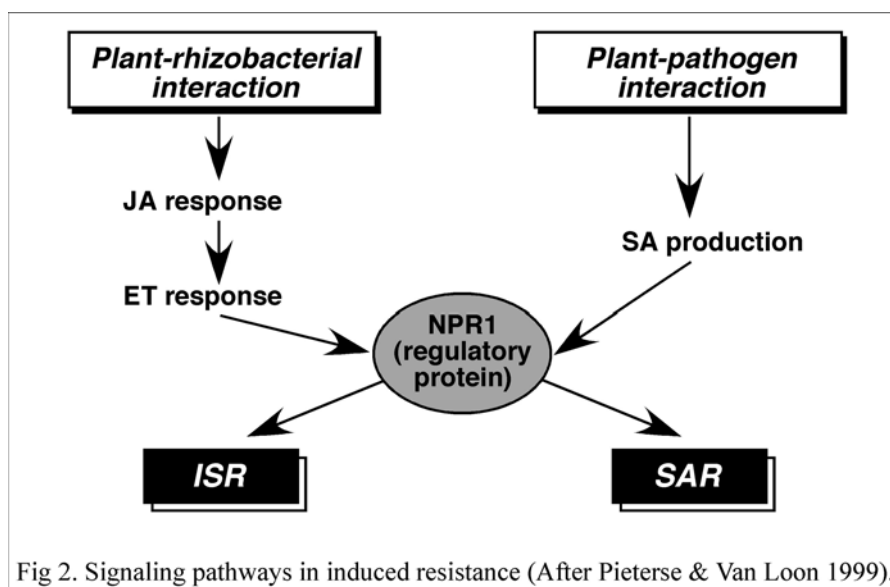 Plant-rhizobacterial
interaction
Plant-pathogen
interaction
JA response
SA production
ET response
NPR1
(regulatory
protein)
ISR
SAR
Fig 2. Signaling pathways in induced resistance (After Pieterse & Van Loon 1999)